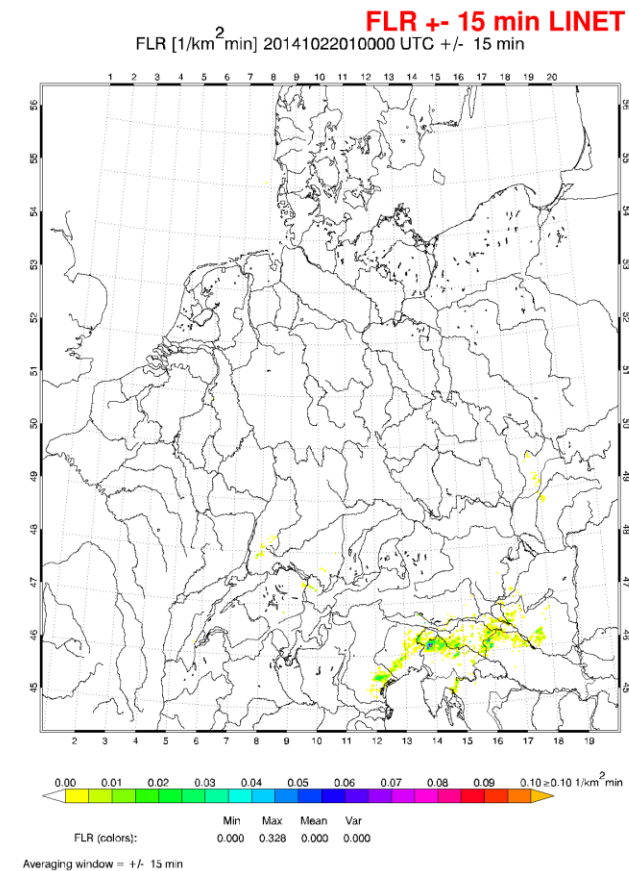 FLR +- 15 min LINET
FLR [1/km²min] 20141022010000 UTC +/- 15 min
1 2 3 4 5 6 7 8 9 10 11 12 13 14 15 16 17 18 19 20
56 55 54 53 52 51 50 49 48 47 46 45
56 55 54 53 52 51 50 49 48 47 46 45
2 3 4 5 6 7 8 9 10 11 12 13 14 15 16 17 18 19
0.00 0.01 0.02 0.03 0.04 0.05 0.06 0.07 0.08 0.09 0.10 ≥0.10 1/km²min
Min Max Mean Var
FLR (colors): 0.000 0.328 0.000 0.000
Averaging window = +/- 15 min